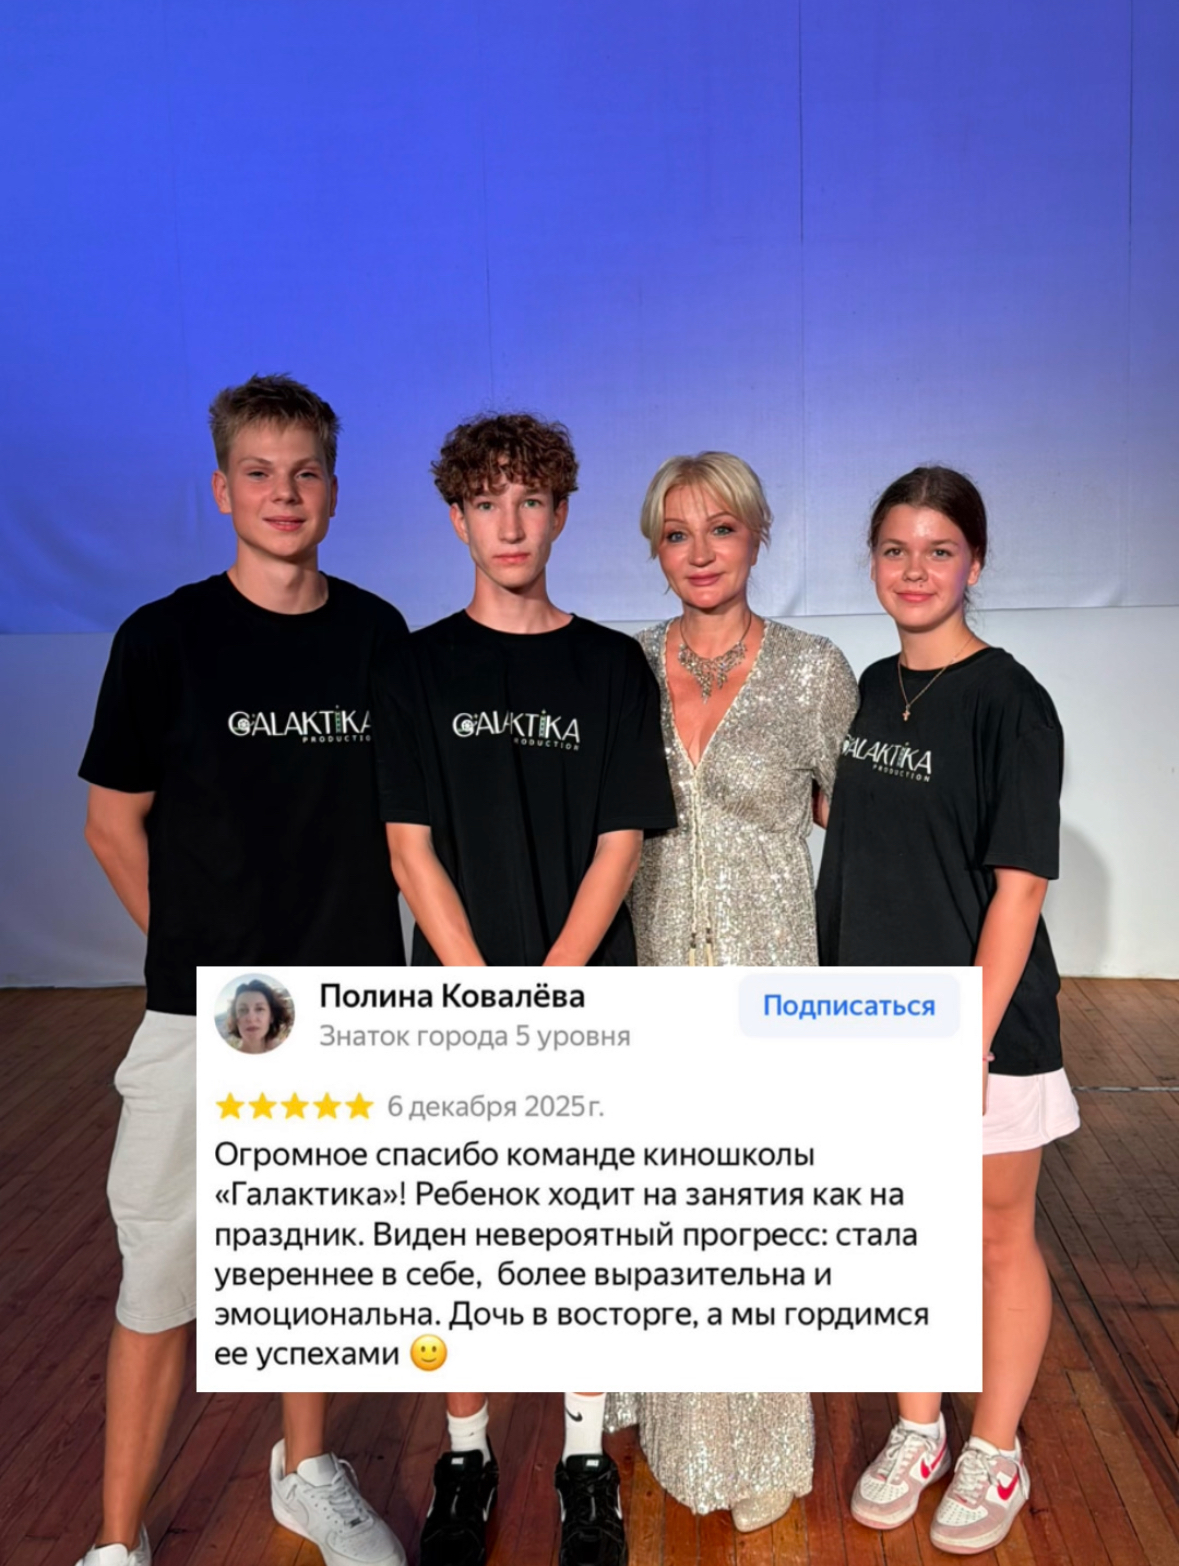 GALAKTIKA
PRODUCTIO
GALAKTIKA
PRODUCTION
GALAKTIKA
PRODUCTION
Полина Ковалёва
Подписаться
Знаток города 5 уровня
6 декабря 2025 г.
Огромное спасибо команде киношколы
«Галактика»! Ребенок ходит на занятия как на
праздник. Виден невероятный прогресс: стала
увереннее в себе, более выразительна и
эмоциональна. Дочь в восторге, а мы гордимся
ее успехами 🙂